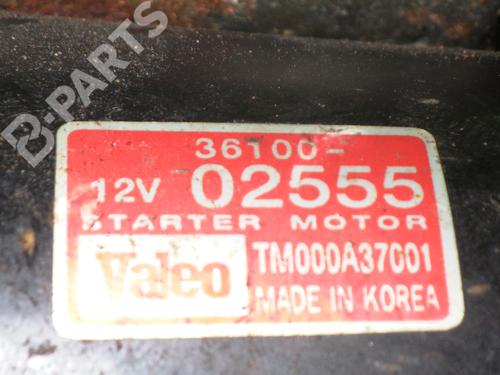 B-PARTS
36100-
12V 02555
STARTER MOTOR
Valeo TM000A37001
MADE IN KOREA